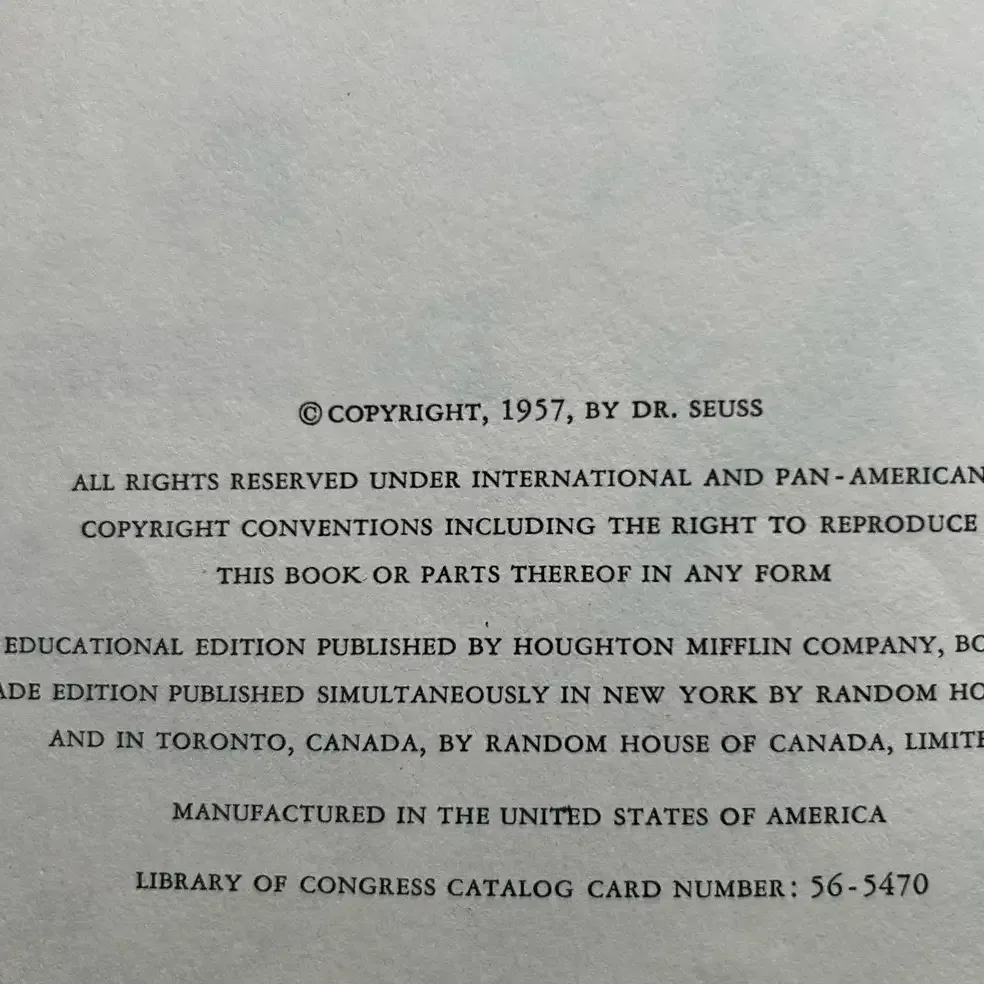 © COPYRIGHT, 1957, BY DR. SEUSS
ALL RIGHTS RESERVED UNDER INTERNATIONAL AND PAN-AMERICAN
COPYRIGHT CONVENTIONS INCLUDING THE RIGHT TO REPRODUCE
THIS BOOK OR PARTS THEREOF IN ANY FORM
EDUCATIONAL EDITION PUBLISHED BY HOUGHTON MIFFLIN COMPANY,
EDITION PUBLISHED SIMULTANEOUSLY IN NEW YORK BY RANDOM
AND IN TORONTO, CANADA, BY RANDOM HOUSE OF CANADA,
MANUFACTURED IN THE UNITED STATES OF AMERICA
LIBRARY OF CONGRESS CATALOG CARD NUMBER: 56-5470